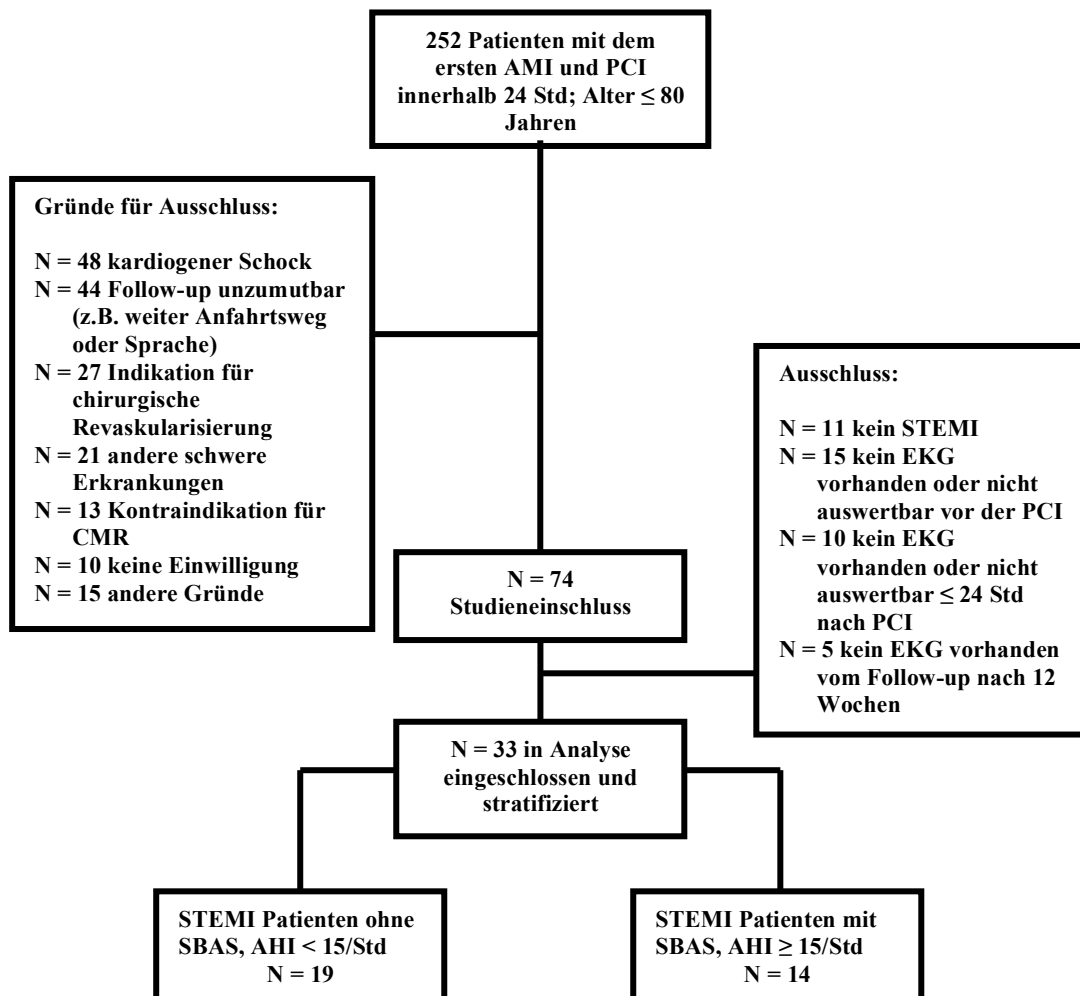 252 Patienten mit dem
ersten AMI und PCI
innerhalb 24 Std; Alter ≤ 80
Jahren
Gründe für Ausschluss:
N = 48 kardiogener Schock
N = 44 Follow-up unzumutbar
(z.B. weiter Anfahrtsweg
oder Sprache)
N = 27 Indikation für
chirurgische
Revaskularisierung
N = 21 andere schwere
Erkrankungen
N = 13 Kontraindikation für
CMR
N = 10 keine Einwilligung
N = 15 andere Gründe
Ausschluss:
N = 11 kein STEMI
N = 15 kein EKG
vorhanden oder nicht
auswertbar vor der PCI
N = 10 kein EKG
vorhanden oder nicht
auswertbar ≤ 24 Std
nach PCI
N = 5 kein EKG vorhanden
vom Follow-up nach 12
Wochen
N = 74
Studieneinschluss
N = 33 in Analyse
eingeschlossen und
stratifiziert
STEMI Patienten ohne
SBAS, AHI < 15/Std
N = 19
STEMI Patienten mit
SBAS, AHI ≥ 15/Std
N = 14